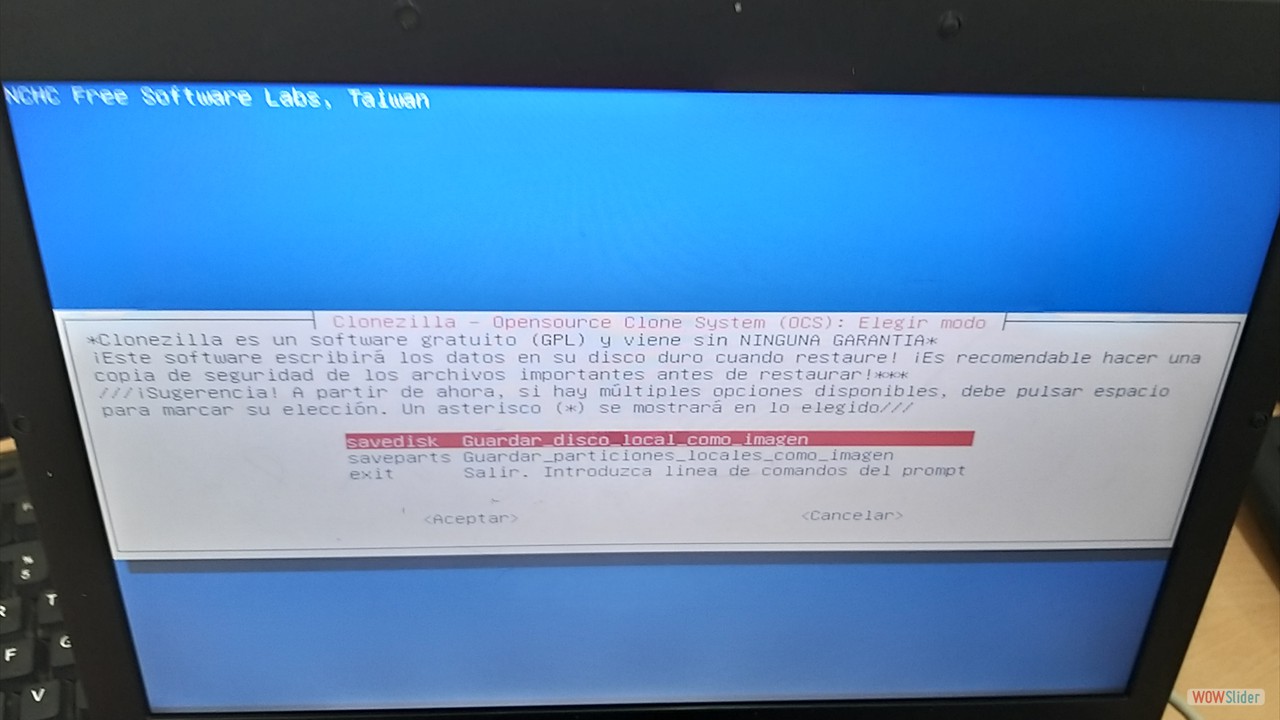 NCHC Free Software Labs, Taiwan
Clonezilla - Opensource Clone System (OCS): Elegir modo
*Clonezilla es un software gratuito (GPL) y viene sin NINGUNA GARANTIA*
¡Este software escribirá los datos en su disco duro cuando restaure! ¡Es recomendable hacer una
copia de seguridad de los archivos importantes antes de restaurar!***
///¡Sugerencia! A partir de ahora, si hay múltiples opciones disponibles, debe pulsar espacio
para marcar su elección. Un asterisco (*) se mostrará en lo elegido///
savedisk Guardar_disco_local_como_imagen
saveparts Guardar_particiones_locales_como_imagen
exit Salir. Introduzca linea de comandos del prompt
<Aceptar> <Cancelar>
%
5
R T
F G
V
WOWSlider